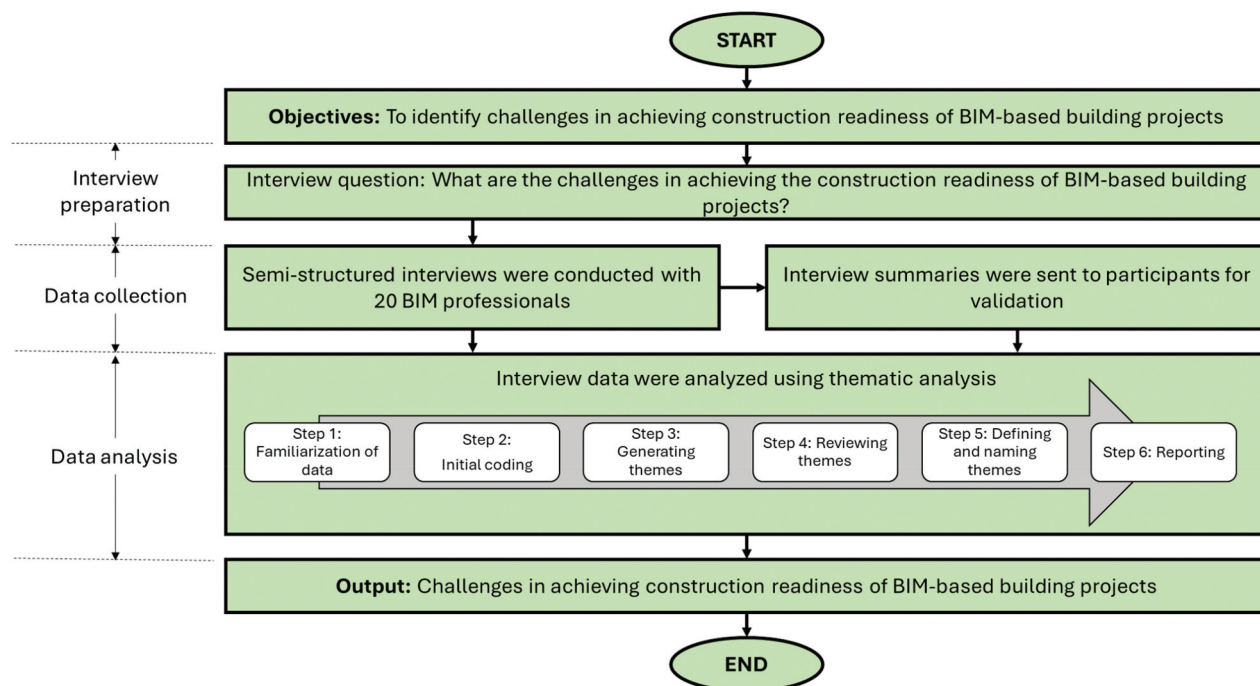 START
Objectives: To identify challenges in achieving construction readiness of BIM-based building projects
Interview
preparation
Interview question: What are the challenges in achieving the construction readiness of BIM-based building
projects?
Data collection
Semi-structured interviews were conducted with
20 BIM professionals
Interview summaries were sent to participants for
validation
Data analysis
Interview data were analyzed using thematic analysis
Step 1:
Familiarization of
data
Step 2:
Initial coding
Step 3:
Generating
themes
Step 4: Reviewing
themes
Step 5: Defining
and naming
themes
Step 6: Reporting
Output: Challenges in achieving construction readiness of BIM-based building projects
END